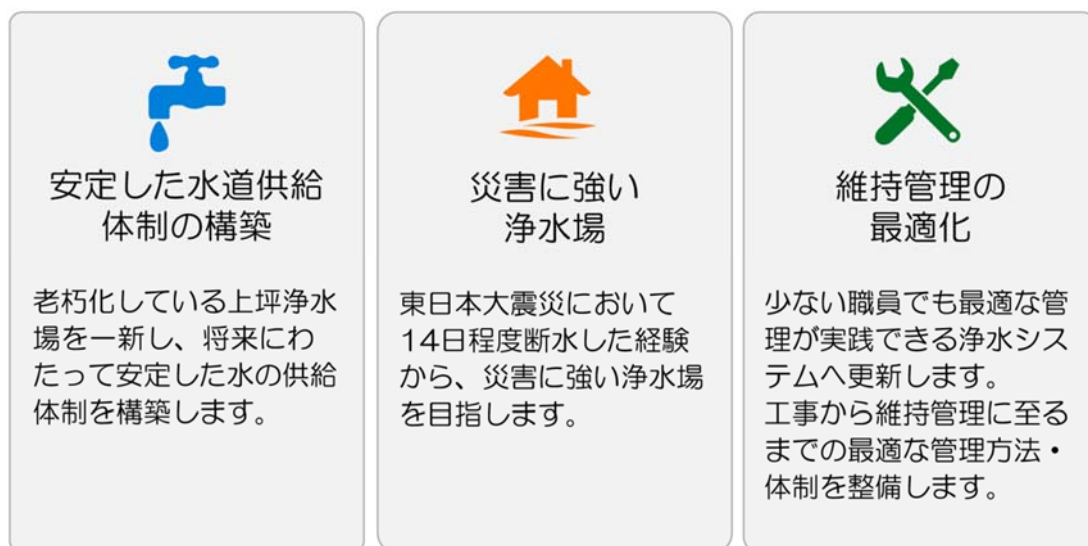 安定した水道供給
体制の構築
老朽化している上坪浄水
場を一新し、将来にわ
たって安定した水の供給
体制を構築します。
災害に強い
浄水場
東日本大震災において
14日程度断水した経験
から、災害に強い浄水場
を目指します。
維持管理の
最適化
少ない職員でも最適な管
理が実践できる浄水シス
テムへ更新します。
工事から維持管理に至る
までの最適な管理方法・
体制を整備します。